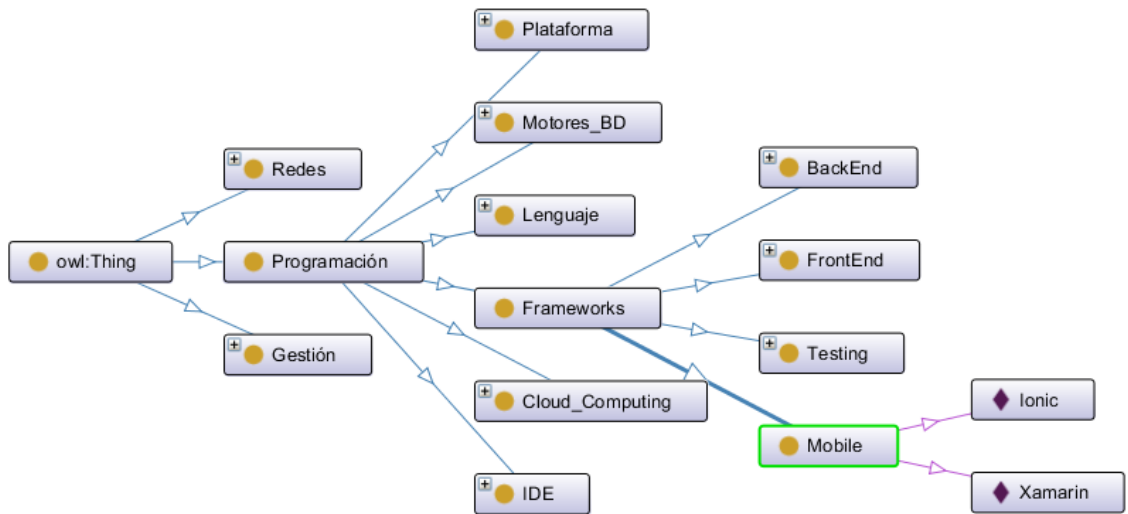 Plataforma
Motores_BD
BackEnd
Redes
Lenguaje
owl:Thing
Programación
FrontEnd
Frameworks
Gestión
Testing
Cloud_Computing
Ionic
Mobile
IDE
Xamarin